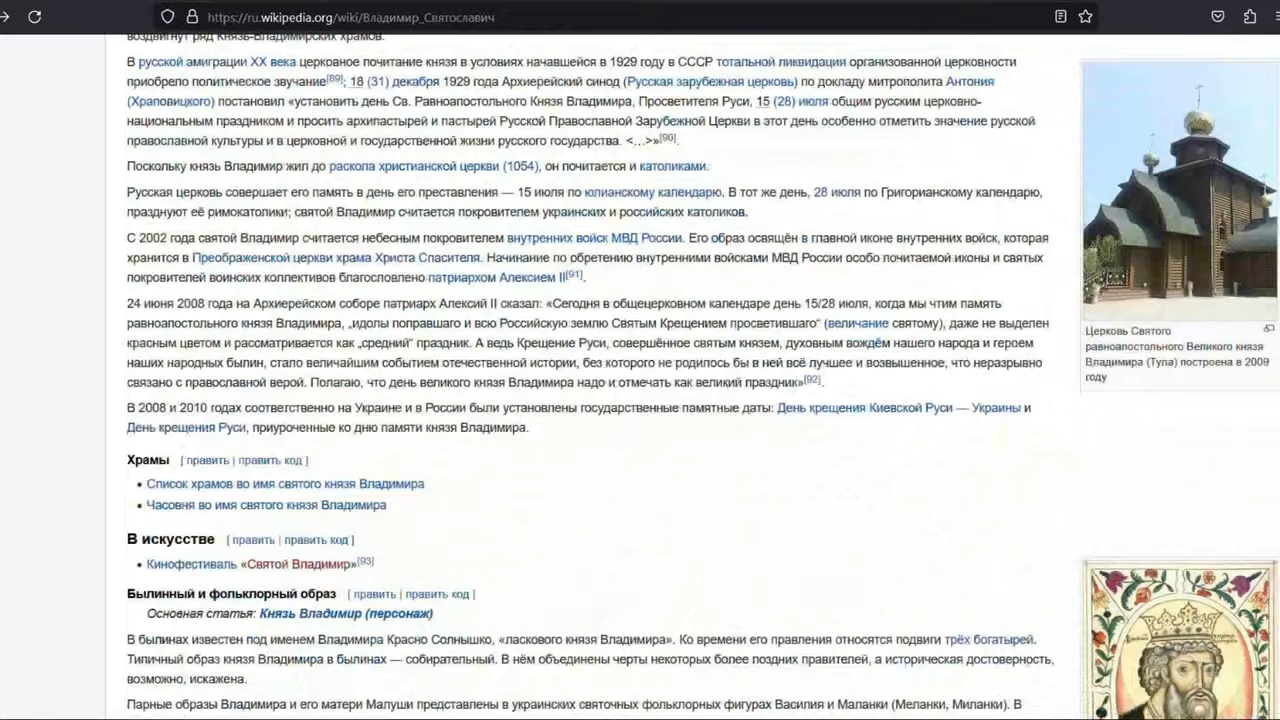 https://ru.wikipedia.org/wiki/Владимир_Святославич
воздвигнут ряд Князь-Владимирских храмов.
В русской эмиграции XX века церковное почитание князя в условиях начавшейся в 1929 году в СССР тотальной ликвидации организованной церковности
приобрело политическое звучание[89]; 18 (31) декабря 1929 года Архиерейский синод (Русская зарубежная церковь) по докладу митрополита Антония
(Храповицкого) постановил «установить день Св. Равноапостольного Князя Владимира, Просветителя Руси, 15 (28) июля общим русским церковно-
национальным праздником и просить архипастырей и пастырей Русской Православной Зарубежной Церкви в этот день особенно отметить значение русской
православной культуры и в церковной и государственной жизни русского государства. <…>»[90].
Поскольку князь Владимир жил до раскола христианской церкви (1054), он почитается и католиками.
Русская церковь совершает его память в день его преставления — 15 июля по юлианскому календарю. В тот же день, 28 июля по Григорианскому календарю,
празднуют её римокатолики; святой Владимир считается покровителем украинских и российских католиков.
С 2002 года святой Владимир считается небесным покровителем внутренних войск МВД России. Его образ освящён в главной иконе внутренних войск, которая
хранится в Преображенской церкви храма Христа Спасителя. Начинание по обретению внутренними войсками МВД России особо почитаемой иконы и святых
покровителей воинских коллективов благословлено патриархом Алексием II[91].
24 июня 2008 года на Архиерейском соборе патриарх Алексий II сказал: «Сегодня в общецерковном календаре день 15/28 июля, когда мы чтим память
равноапостольного князя Владимира, „идолы поправшаго и всю Российскую землю Святым Крещением просветившаго“ (величание святому), даже не выделен
красным цветом и рассматривается как „средний“ праздник. А ведь Крещение Руси, совершённое святым князем, духовным вождём нашего народа и героем
наших народных былин, стало величайшим событием отечественной истории, без которого не родилось бы в ней всё лучшее и возвышенное, что неразрывно
связано с православной верой. Полагаю, что день великого князя Владимира надо и отмечать как великий праздник»[92].
В 2008 и 2010 годах соответственно на Украине и в России были установлены государственные памятные даты: День крещения Киевской Руси — Украины и
День крещения Руси, приуроченные ко дню памяти князя Владимира.
Храмы [ править | править код ]
• Список храмов во имя святого князя Владимира
• Часовня во имя святого князя Владимира
В искусстве [ править | править код ]
• Кинофестиваль «Святой Владимир»[93]
Былинный и фольклорный образ [ править | править код ]
Основная статья: Князь Владимир (персонаж)
В былинах известен под именем Владимира Красно Солнышко, «ласкового князя Владимира». Ко времени его правления относятся подвиги трёх богатырей.
Типичный образ князя Владимира в былинах — собирательный. В нём объединены черты некоторых более поздних правителей, а историческая достоверность,
возможно, искажена.
Парные образы Владимира и его матери Малуши представлены в украинских святочных фольклорных фигурах Василия и Маланки (Меланки, Миланки). В
Церковь Святого
равноапостольного Великого князя
Владимира (Тула) построена в 2009
году